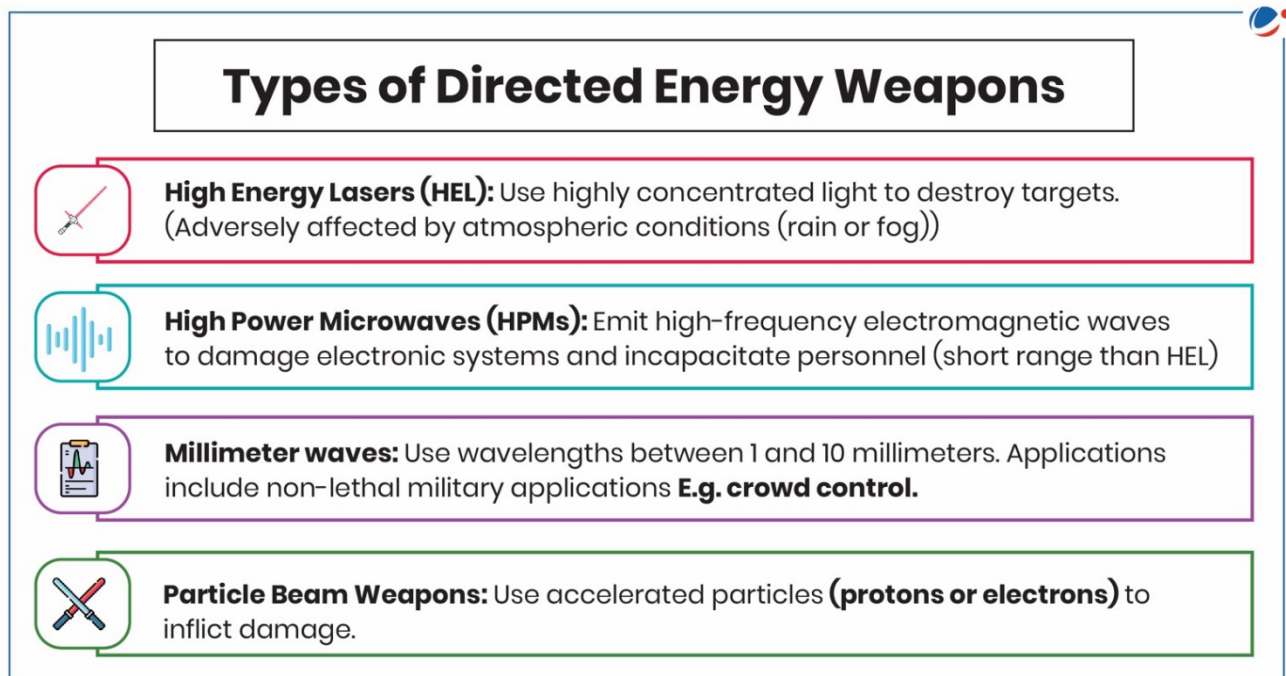 Types of Directed Energy Weapons
High Energy Lasers (HEL): Use highly concentrated light to destroy targets.
(Adversely affected by atmospheric conditions (rain or fog))
High Power Microwaves (HPMs): Emit high-frequency electromagnetic waves
to damage electronic systems and incapacitate personnel (short range than HEL)
Millimeter waves: Use wavelengths between 1 and 10 millimeters. Applications
include non-lethal military applications E.g. crowd control.
Particle Beam Weapons: Use accelerated particles (protons or electrons) to
inflict damage.